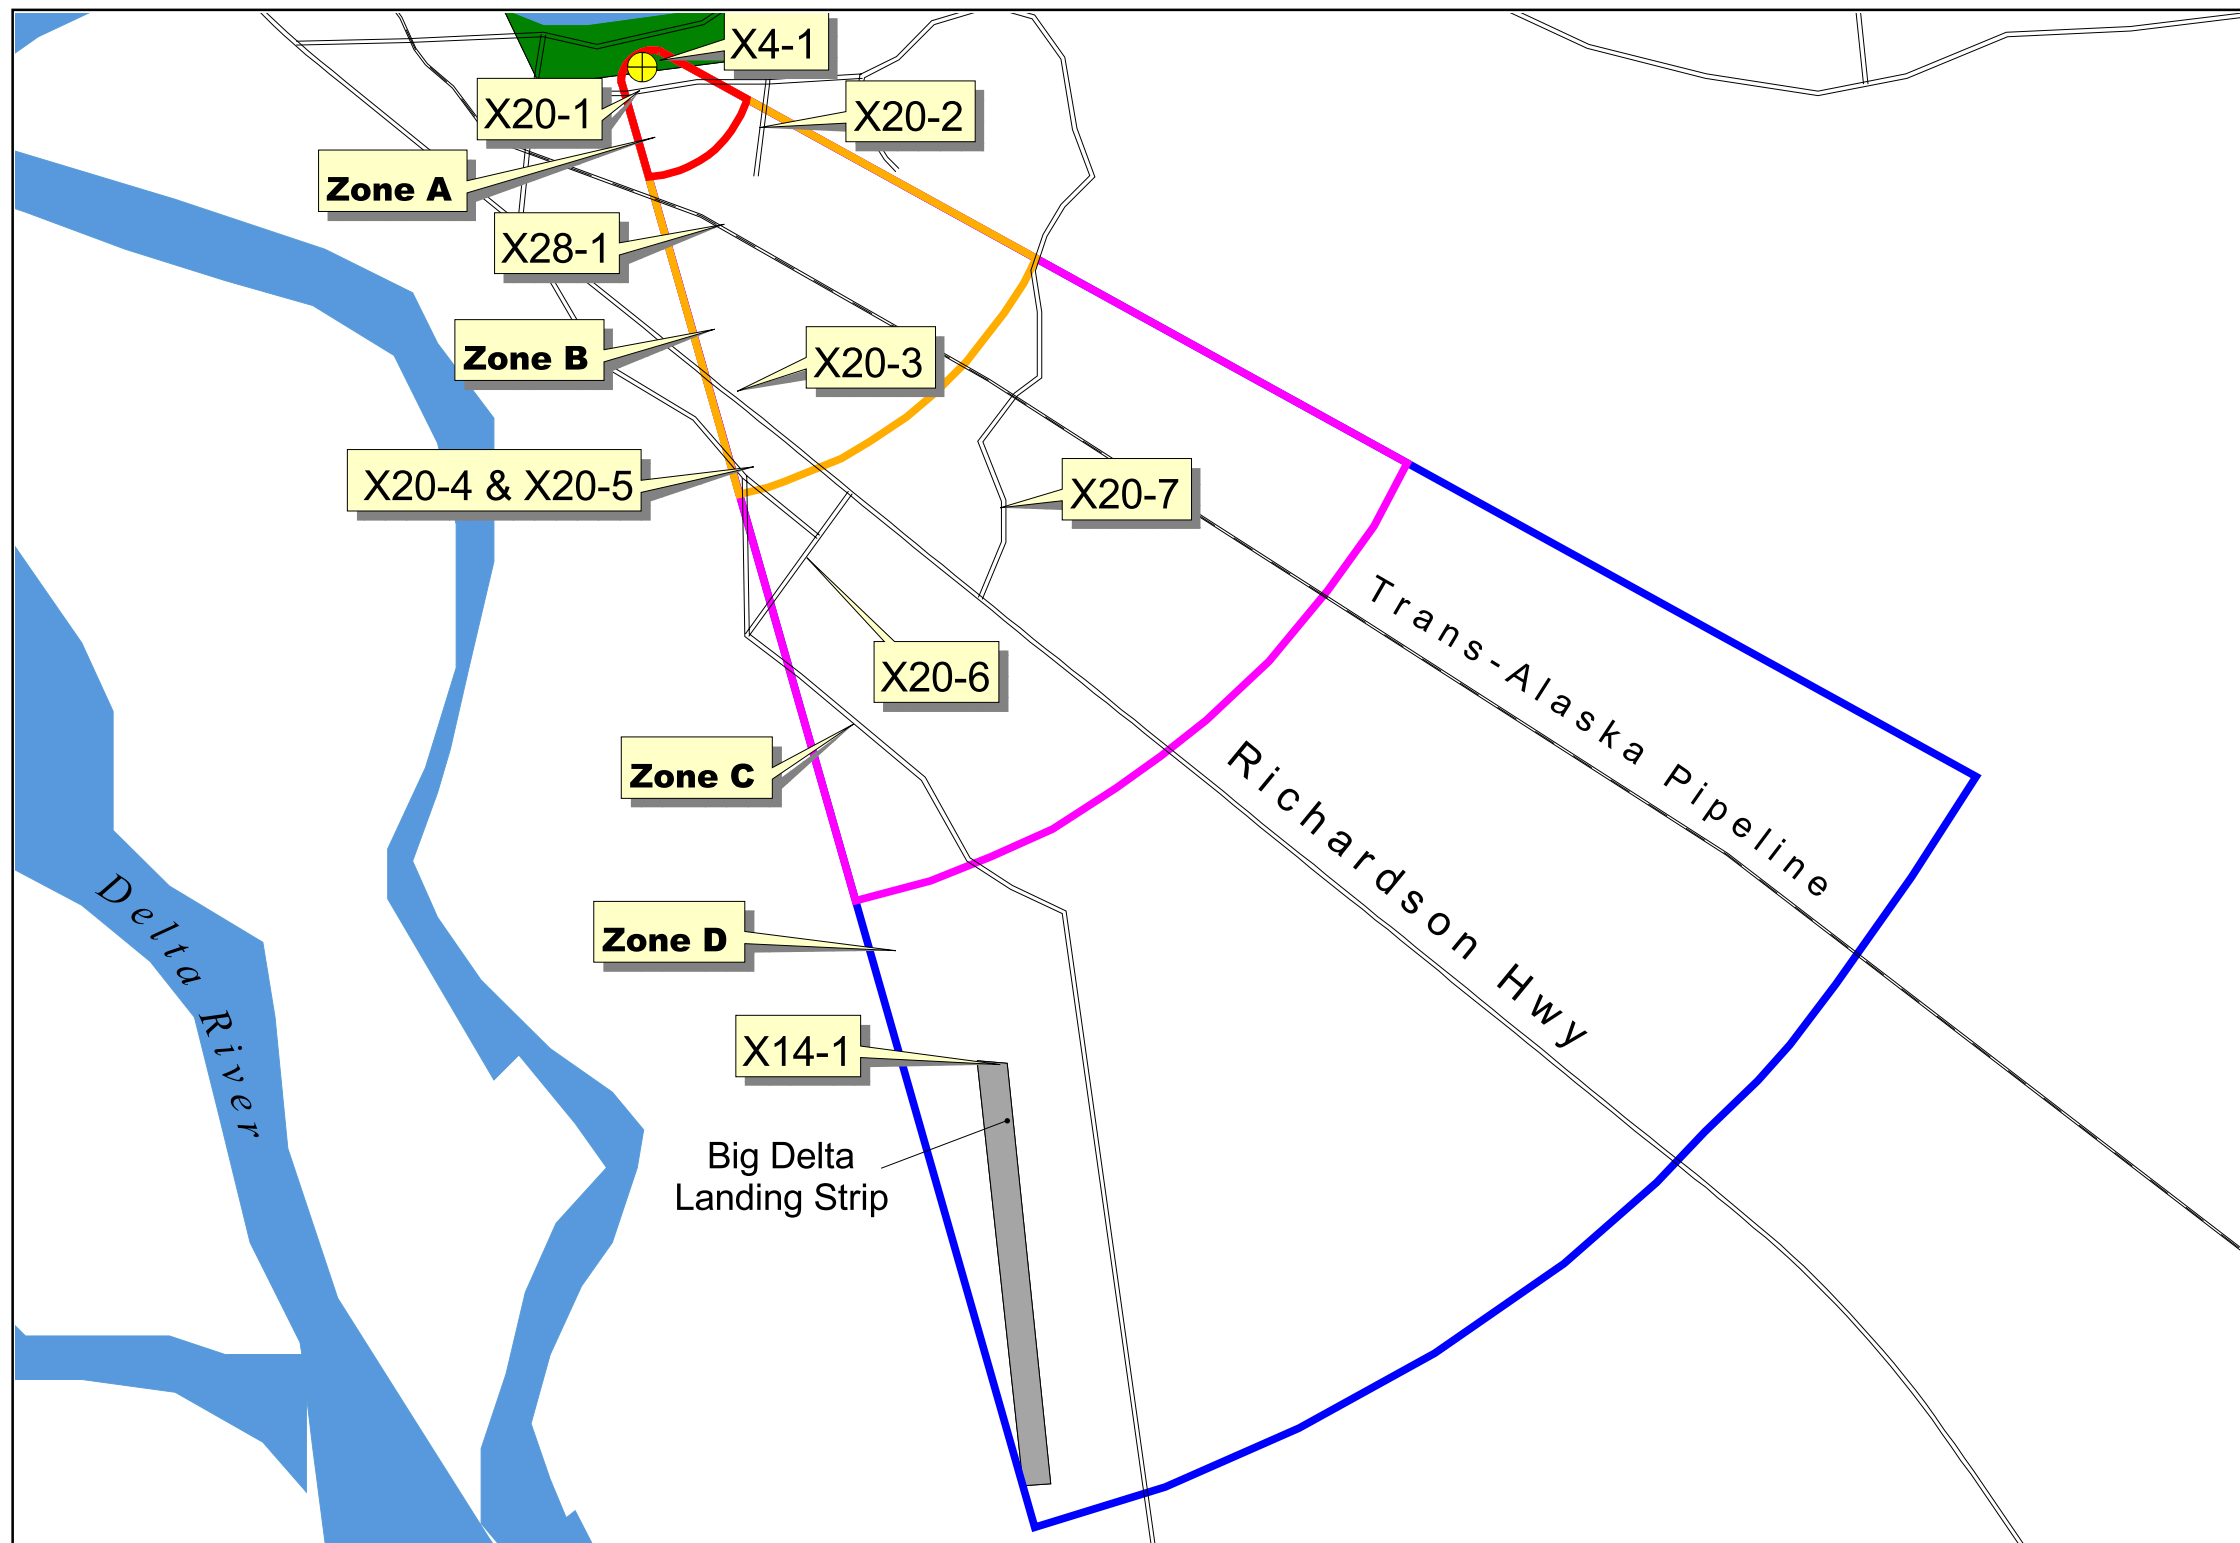 X4-1
X20-1
X20-2
Zone A
X28-1
Zone B
X20-3
X20-4 & X20-5
X20-7
Trans-Alaska Pipeline
X20-6
Zone C
Richardson Hwy
Delta River
Zone D
X14-1
Big Delta
Landing Strip